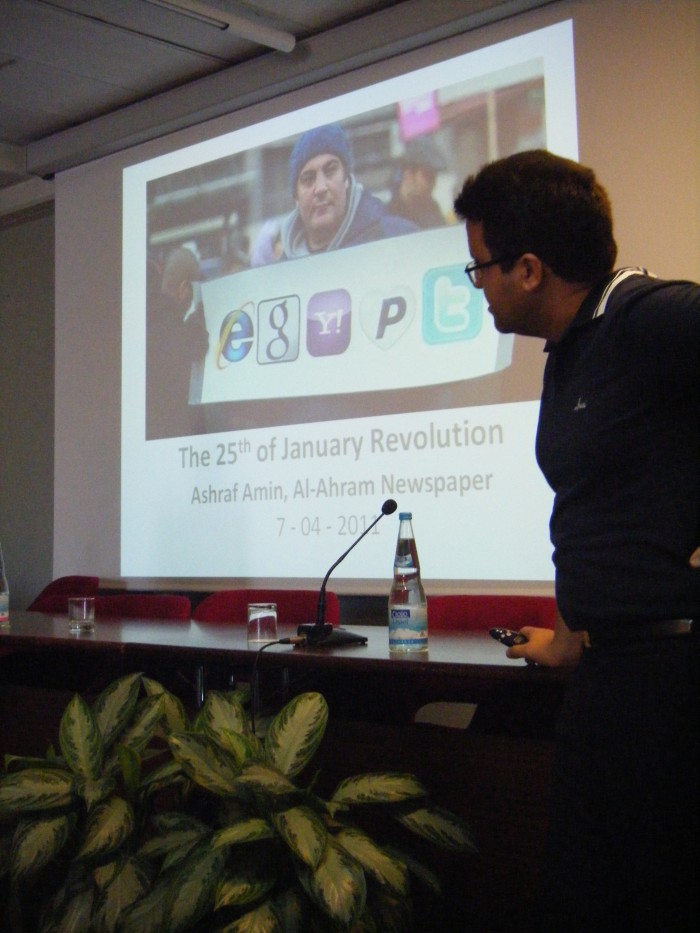 e g Y! P t
The 25th of January Revolution
Ashraf Amin, Al-Ahram Newspaper
7 - 04 - 2011